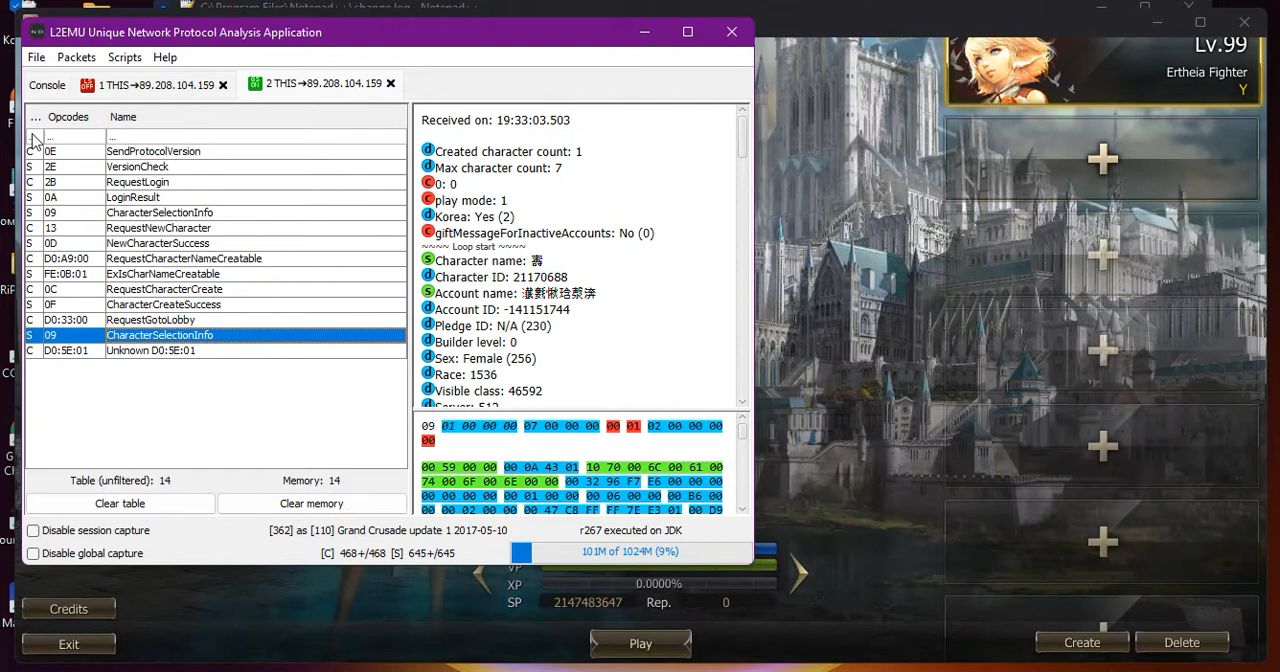 C:\Program Files\Notepad++\change.log - Notepad++
L2EMU Unique Network Protocol Analysis Application
File Packets Scripts Help
Console 1 THIS→89.208.104.159 2 THIS→89.208.104.159
... Opcodes Name
... ... ...
C 0E SendProtocolVersion
S 2E VersionCheck
C 2B RequestLogin
S 0A LoginResult
S 09 CharacterSelectionInfo
C 13 RequestNewCharacter
S 0D NewCharacterSuccess
C D0:A9:00 RequestCharacterNameCreatable
S FE:0B:01 ExIsCharNameCreatable
C 0C RequestCharacterCreate
S 0F CharacterCreateSuccess
C D0:33:00 RequestGotoLobby
S 09 CharacterSelectionInfo
C D0:5E:01 Unknown D0:5E:01
Table (unfiltered): 14 Memory: 14
Clear table Clear memory
Received on: 19:33:03.503
d Created character count: 1
d Max character count: 7
C 0: 0
C play mode: 1
d Korea: Yes (2)
C giftMessageForInactiveAccounts: No (0)
~~~~ Loop start ~~~~
S Character name: 夀
d Character ID: 21170688
S Account name:
d Account ID: -141151744
d Pledge ID: N/A (230)
d Builder level: 0
d Sex: Female (256)
d Race: 1536
d Visible class: 46592
d Server: 512
09 01 00 00 00 07 00 00 00 00 01 02 00 00 00
00
00 59 00 00 00 0A 43 01 10 70 00 6C 00 61 00
74 00 6F 00 6E 00 00 00 32 96 F7 E6 00 00 00
00 00 00 00 00 01 00 00 00 06 00 00 00 B6 00
00 00 02 00 00 00 47 C8 FF FF 7E E3 01 00 D9
Disable session capture [362] as [110] Grand Crusade update 1 2017-05-10 r267 executed on JDK
Disable global capture [C] 468+/468 [S] 645+/645 101M of 1024M (9%)
Lv.99
Ertheia Fighter
Y
VP
XP 0.0000%
SP 2147483647 Rep. 0
Credits
Exit Play Create Delete